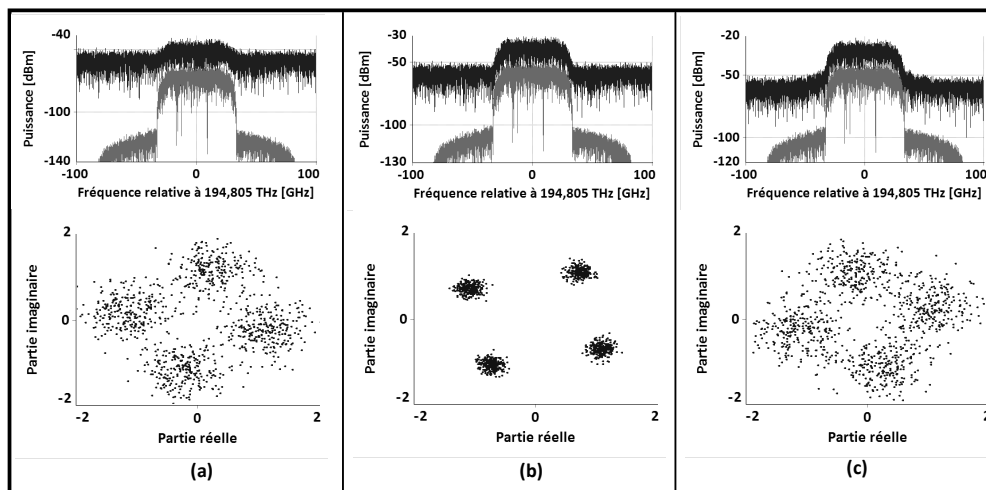 -40
-100
-140
-100
0
100
Puissance [dBm]
Fréquence relative à 194,805 THz [GHz]
2
0
-2
-2
0
2
Partie imaginaire
Partie réelle
(a)
-30
-50
-100
-130
-100
0
100
Puissance [dBm]
Fréquence relative à 194,805 THz [GHz]
2
0
-2
-2
0
2
Partie imaginaire
Partie réelle
(b)
-20
-50
-100
-120
-100
0
100
Puissance [dBm]
Fréquence relative à 194,805 THz [GHz]
2
0
-2
-2
0
2
Partie imaginaire
Partie réelle
(c)